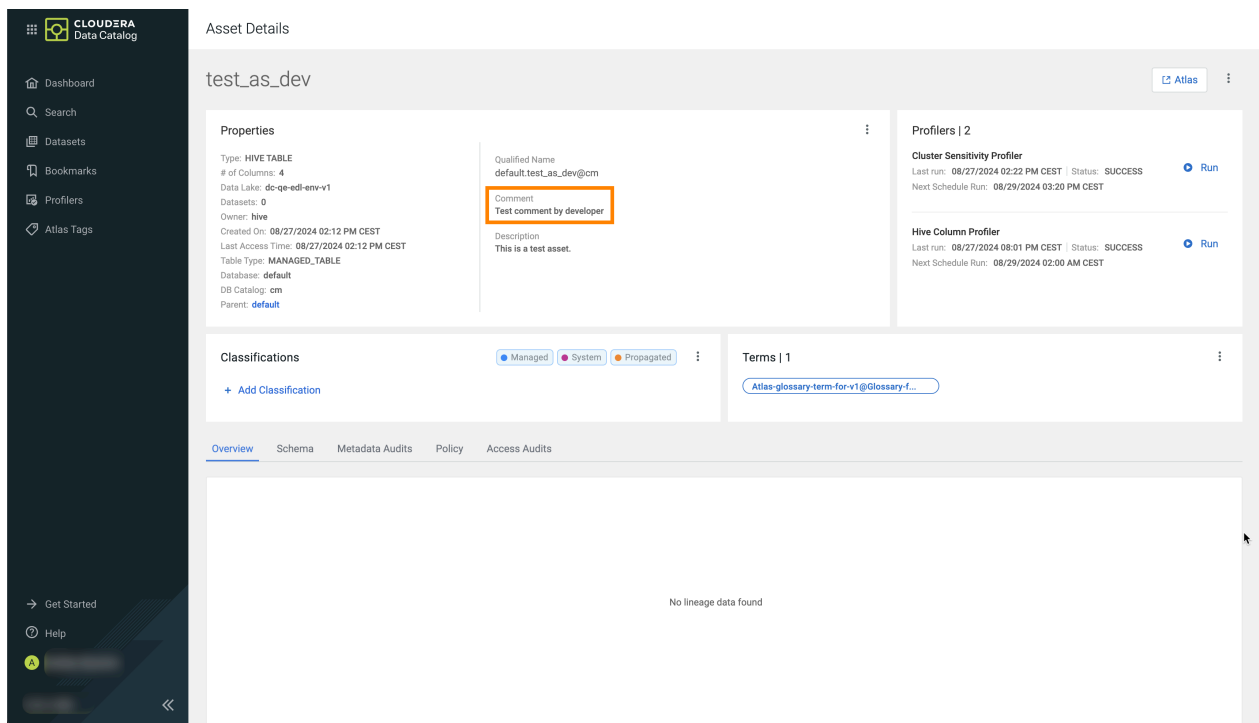 CLOUDERA
Data Catalog
Dashboard
Search
Datasets
Bookmarks
Profilers
Atlas Tags
Get Started
Help
A
Asset Details
test_as_dev
Atlas
Properties
Type: HIVE TABLE
# of Columns: 4
Data Lake: dc-qe-edl-env-v1
Datasets: 0
Owner: hive
Created On: 08/27/2024 02:12 PM CEST
Last Access Time: 08/27/2024 02:12 PM CEST
Table Type: MANAGED_TABLE
Database: default
DB Catalog: cm
Parent: default
Qualified Name
default.test_as_dev@cm
Comment
Test comment by developer
Description
This is a test asset.
Profilers | 2
Cluster Sensitivity Profiler
Last run: 08/27/2024 02:22 PM CEST | Status: SUCCESS
Next Schedule Run: 08/29/2024 03:20 PM CEST
Run
Hive Column Profiler
Last run: 08/27/2024 08:01 PM CEST | Status: SUCCESS
Next Schedule Run: 08/29/2024 02:00 AM CEST
Run
Classifications
Managed System Propagated
+ Add Classification
Terms | 1
Atlas-glossary-term-for-v1@Glossary-f...
Overview Schema Metadata Audits Policy Access Audits
No lineage data found